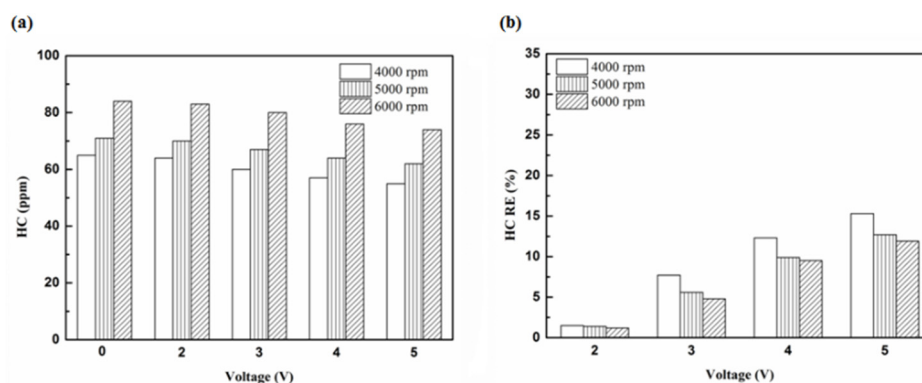 (a)
100
80
60
40
20
0
HC (ppm)
4000 rpm
5000 rpm
6000 rpm
0 2 3 4 5
Voltage (V)
(b)
35
30
25
20
15
10
5
0
HC RE (%)
4000 rpm
5000 rpm
6000 rpm
2 3 4 5
Voltage (V)